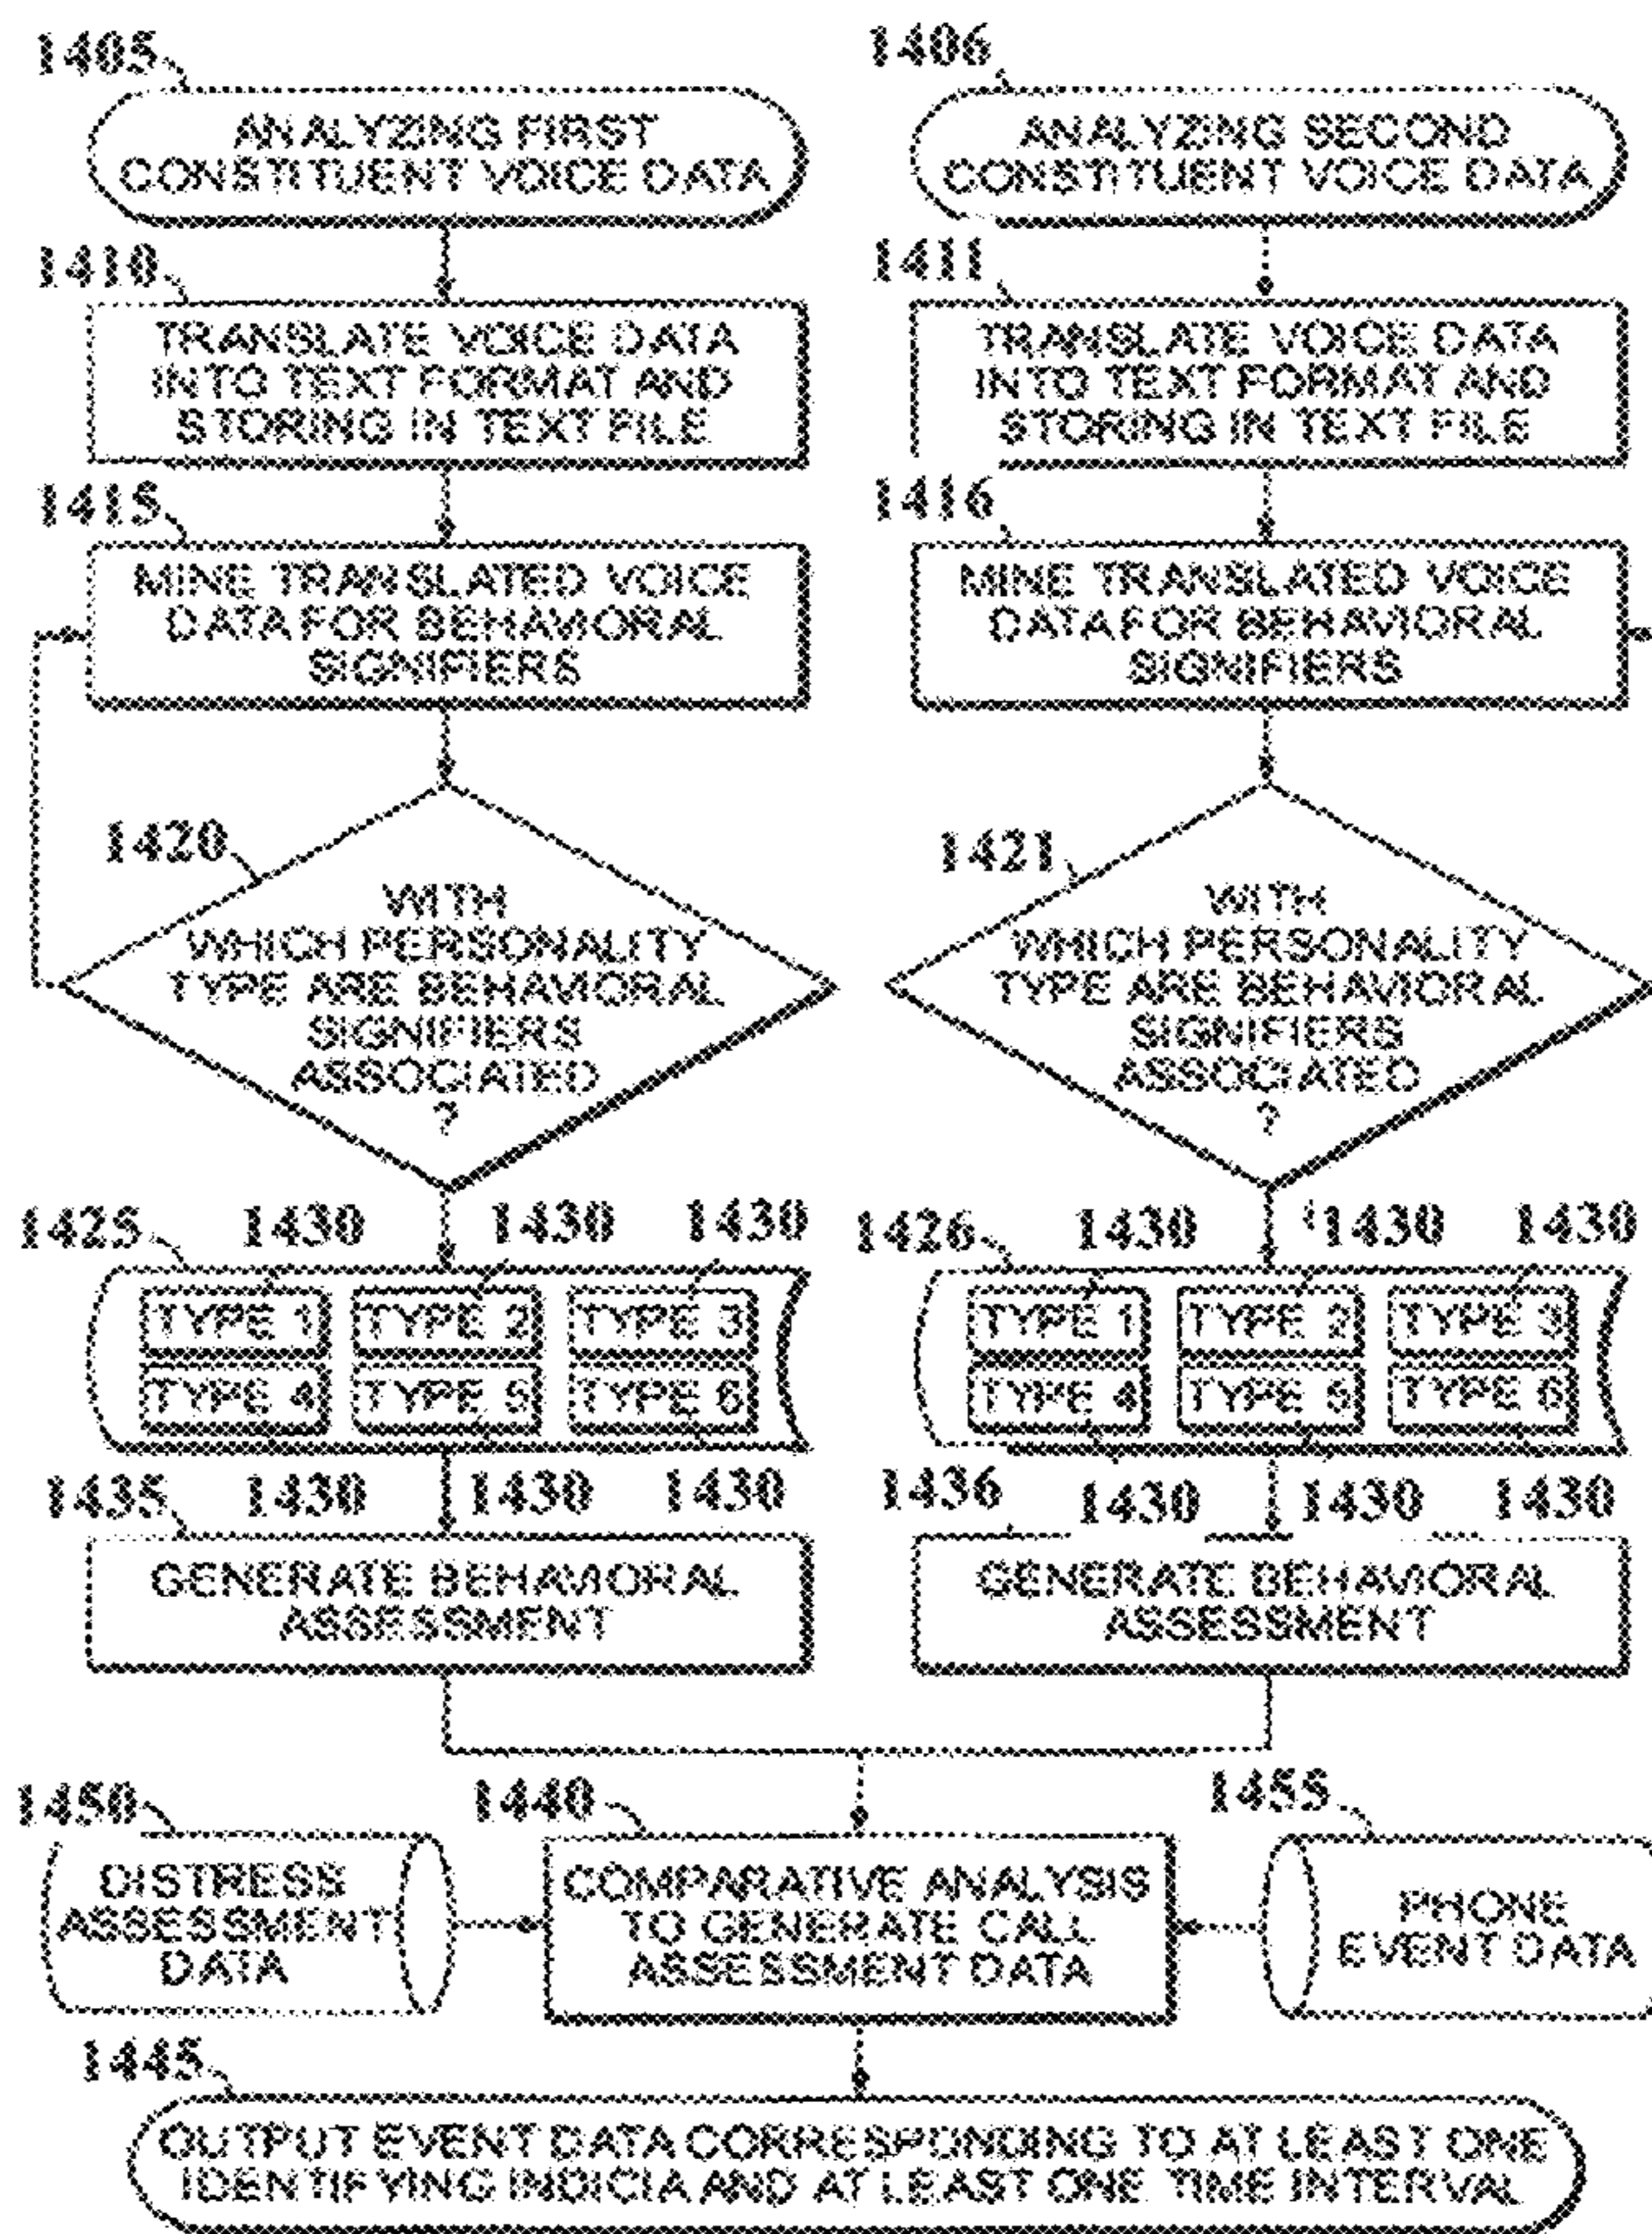 1405
ANALYZING FIRST
CONSTITUENT VOICE DATA
1410
TRANSLATE VOICE DATA
INTO TEXT FORMAT AND
STORING IN TEXT FILE
1415
MINE TRANSLATED VOICE
DATA FOR BEHAVIORAL
SIGNIFIERS
1420
WITH
WHICH PERSONALITY
TYPE ARE BEHAVIORAL
SIGNIFIERS
ASSOCIATED
?
1425 1430 1430 1430
TYPE 1 TYPE 2 TYPE 3
TYPE 4 TYPE 5 TYPE 6
1435 1430 1430 1430
GENERATE BEHAVIORAL
ASSESSMENT
1406
ANALYZING SECOND
CONSTITUENT VOICE DATA
1411
TRANSLATE VOICE DATA
INTO TEXT FORMAT AND
STORING IN TEXT FILE
1416
MINE TRANSLATED VOICE
DATA FOR BEHAVIORAL
SIGNIFIERS
1421
WITH
WHICH PERSONALITY
TYPE ARE BEHAVIORAL
SIGNIFIERS
ASSOCIATED
?
1426 1430 1430 1430
TYPE 1 TYPE 2 TYPE 3
TYPE 4 TYPE 5 TYPE 6
1436 1430 1430 1430
GENERATE BEHAVIORAL
ASSESSMENT
1450
DISTRESS
ASSESSMENT
DATA
1440
COMPARATIVE ANALYSIS
TO GENERATE CALL
ASSESSMENT DATA
1455
PHONE
EVENT DATA
1445
OUTPUT EVENT DATA CORRESPONDING TO AT LEAST ONE
IDENTIFYING INDICIA AND AT LEAST ONE TIME INTERVAL